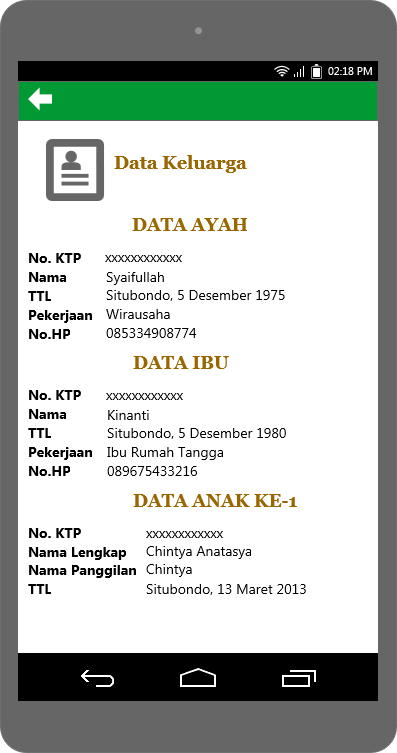 02:18 PM
Data Keluarga
DATA AYAH
No. KTP xxxxxxxxxxxx
Nama Syaifullah
TTL Situbondo, 5 Desember 1975
Pekerjaan Wirausaha
No.HP 085334908774
DATA IBU
No. KTP xxxxxxxxxxxx
Nama Kinanti
TTL Situbondo, 5 Desember 1980
Pekerjaan Ibu Rumah Tangga
No.HP 089675433216
DATA ANAK KE-1
No. KTP xxxxxxxxxxxx
Nama Lengkap Chintya Anatasya
Nama Panggilan Chintya
TTL Situbondo, 13 Maret 2013